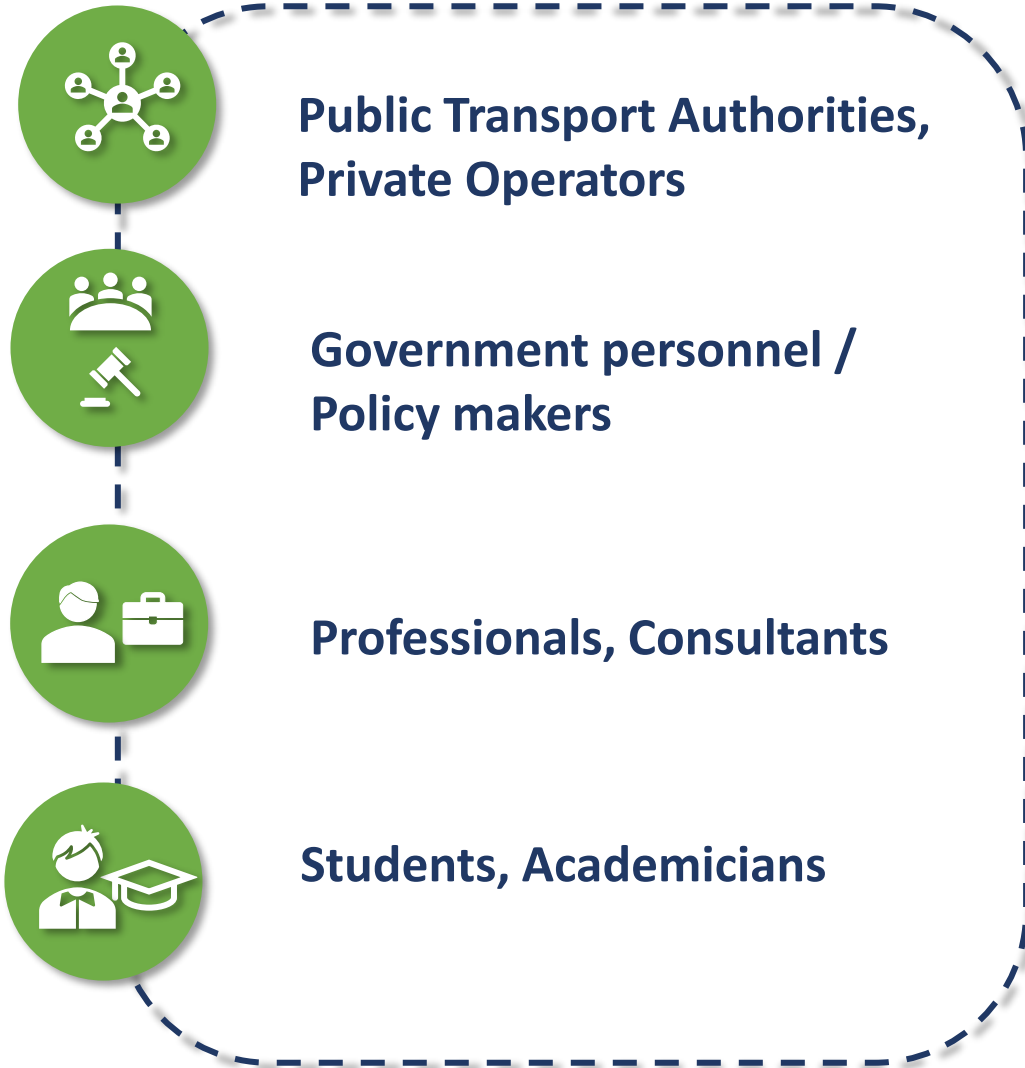 Public Transport Authorities,
Private Operators
Government personnel /
Policy makers
Professionals, Consultants
Students, Academicians